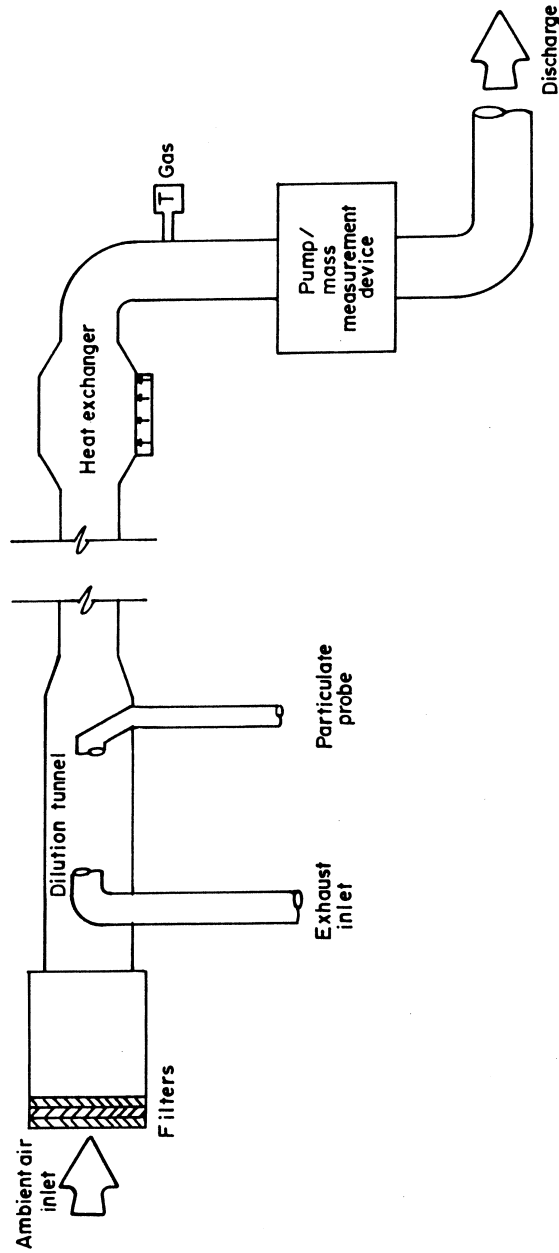 Ambient air
inlet
Filters
Dilution tunnel
Exhaust
inlet
Particulate
probe
Heat exchanger
T
Gas
Pump/
mass
measurement
device
Discharge